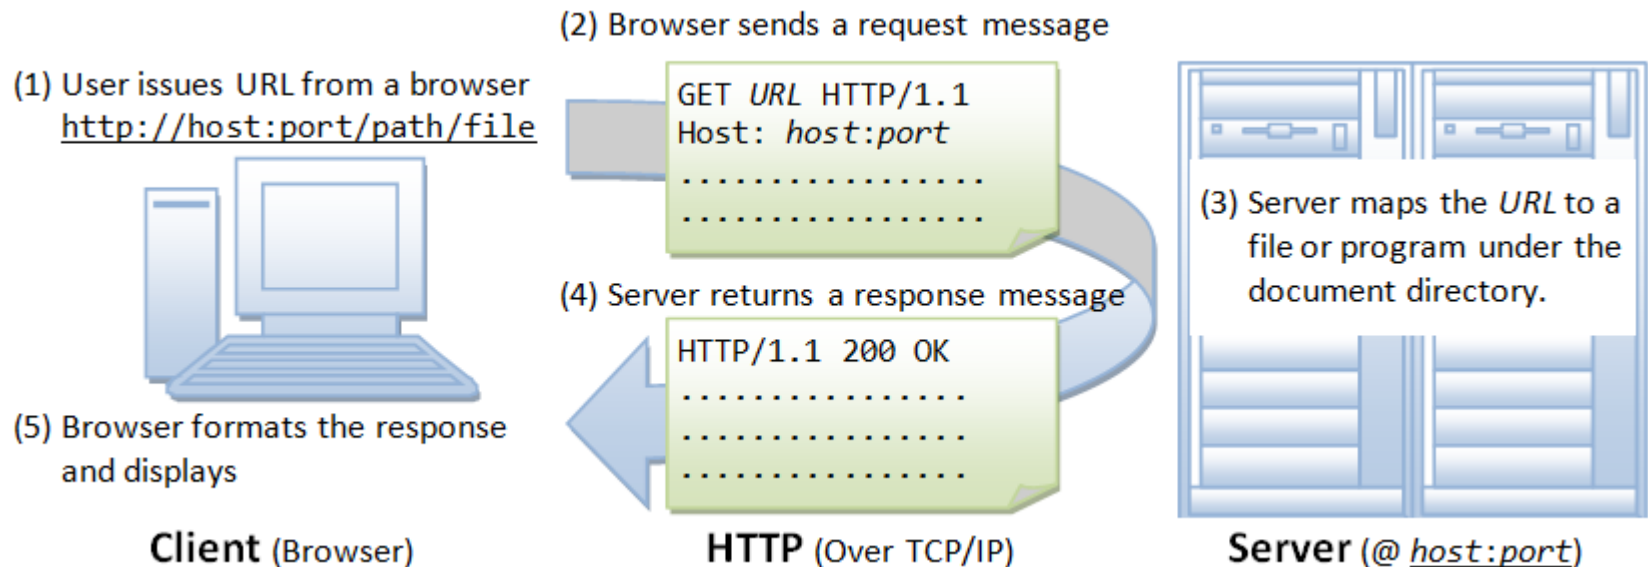 (2) Browser sends a request message
(1) User issues URL from a browser
http://host:port/path/file
GET URL HTTP/1.1
Host: host:port
..................
..................
(3) Server maps the URL to a
file or program under the
document directory.
(4) Server returns a response message
HTTP/1.1 200 OK
................
................
................
(5) Browser formats the response
and displays
Client (Browser)
HTTP (Over TCP/IP)
Server (@ host:port)